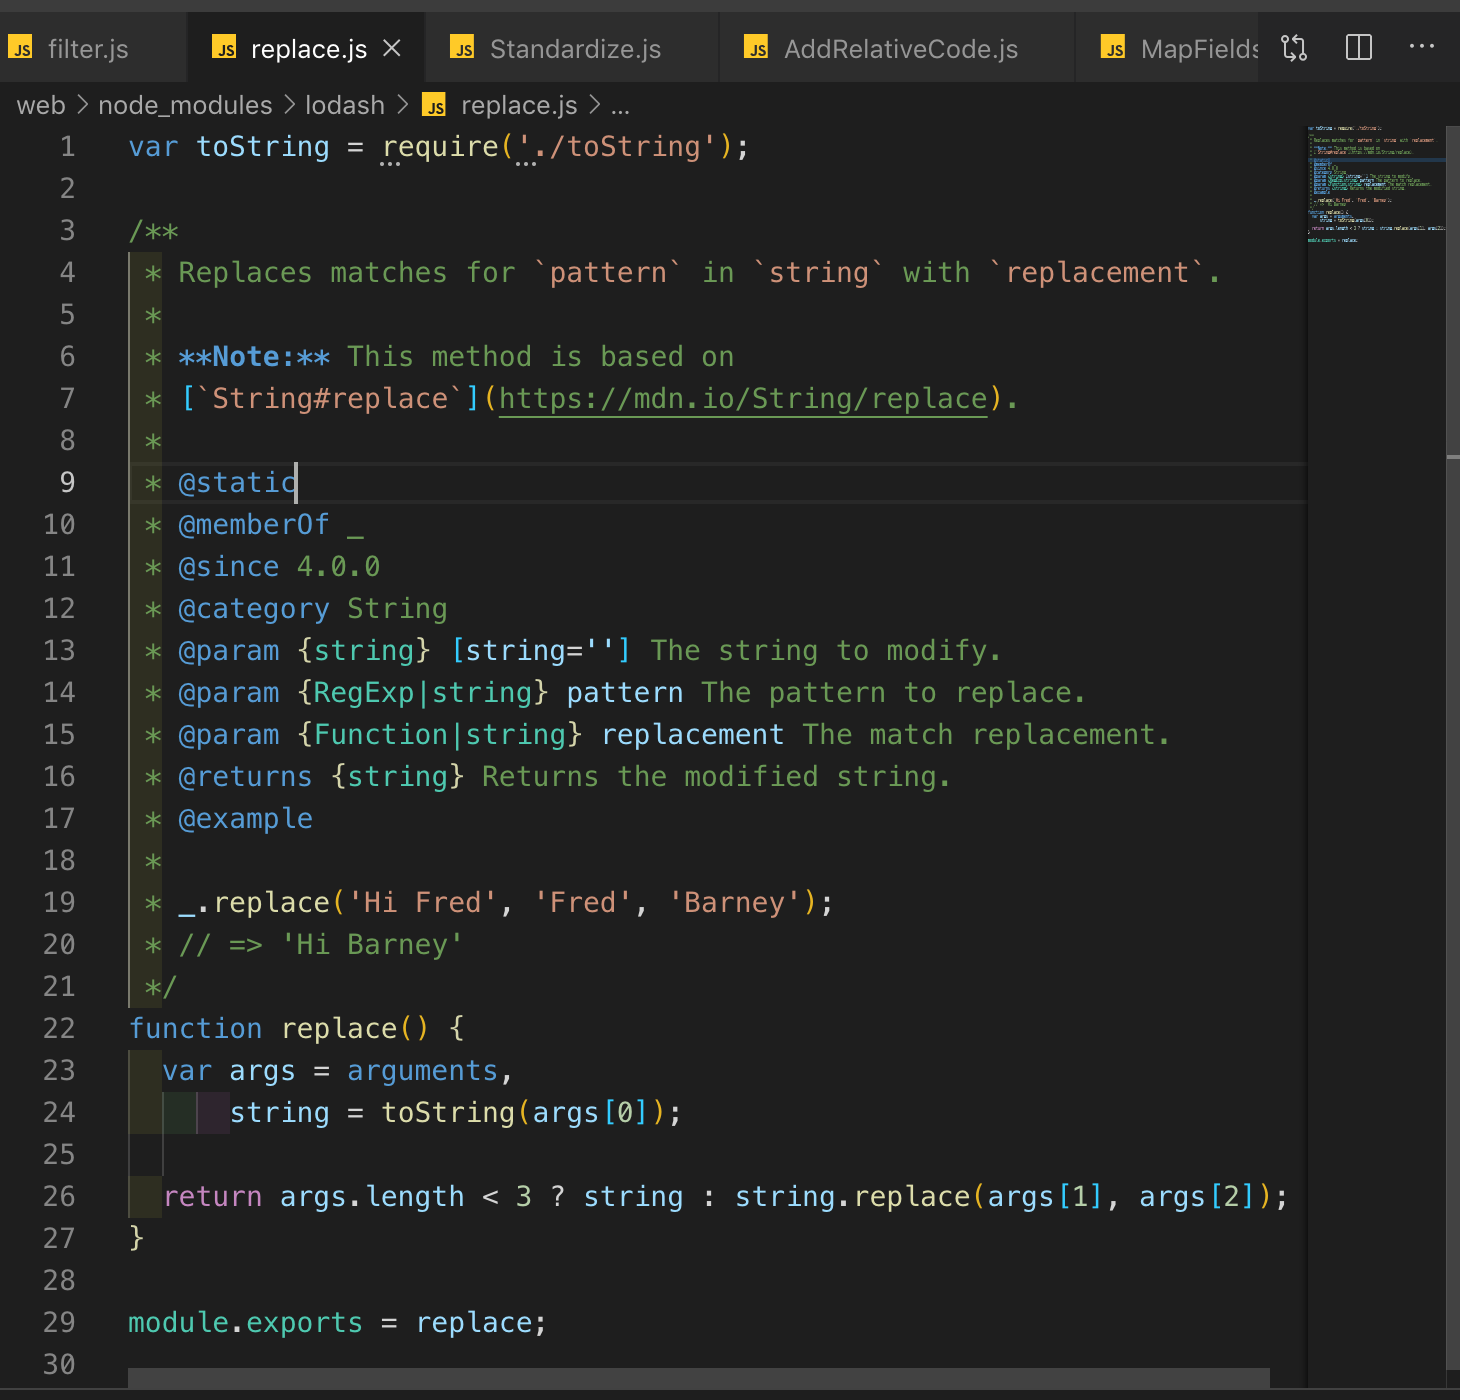 JS filter.js
JS replace.js
JS Standardize.js
JS AddRelativeCode.js
JS MapFields
web > node_modules > lodash > JS replace.js > ...
1 var toString = require('./toString');
2
3 /**
4  * Replaces matches for `pattern` in `string` with `replacement`.
5  *
6  * **Note:** This method is based on
7  * [`String#replace`](https://mdn.io/String/replace).
8  *
9  * @static
10  * @memberOf _
11  * @since 4.0.0
12  * @category String
13  * @param {string} [string=''] The string to modify.
14  * @param {RegExp|string} pattern The pattern to replace.
15  * @param {Function|string} replacement The match replacement.
16  * @returns {string} Returns the modified string.
17  * @example
18  *
19  * _.replace('Hi Fred', 'Fred', 'Barney');
20  * // => 'Hi Barney'
21  */
22 function replace() {
23   var args = arguments,
24       string = toString(args[0]);
25
26   return args.length < 3 ? string : string.replace(args[1], args[2]);
27 }
28
29 module.exports = replace;
30